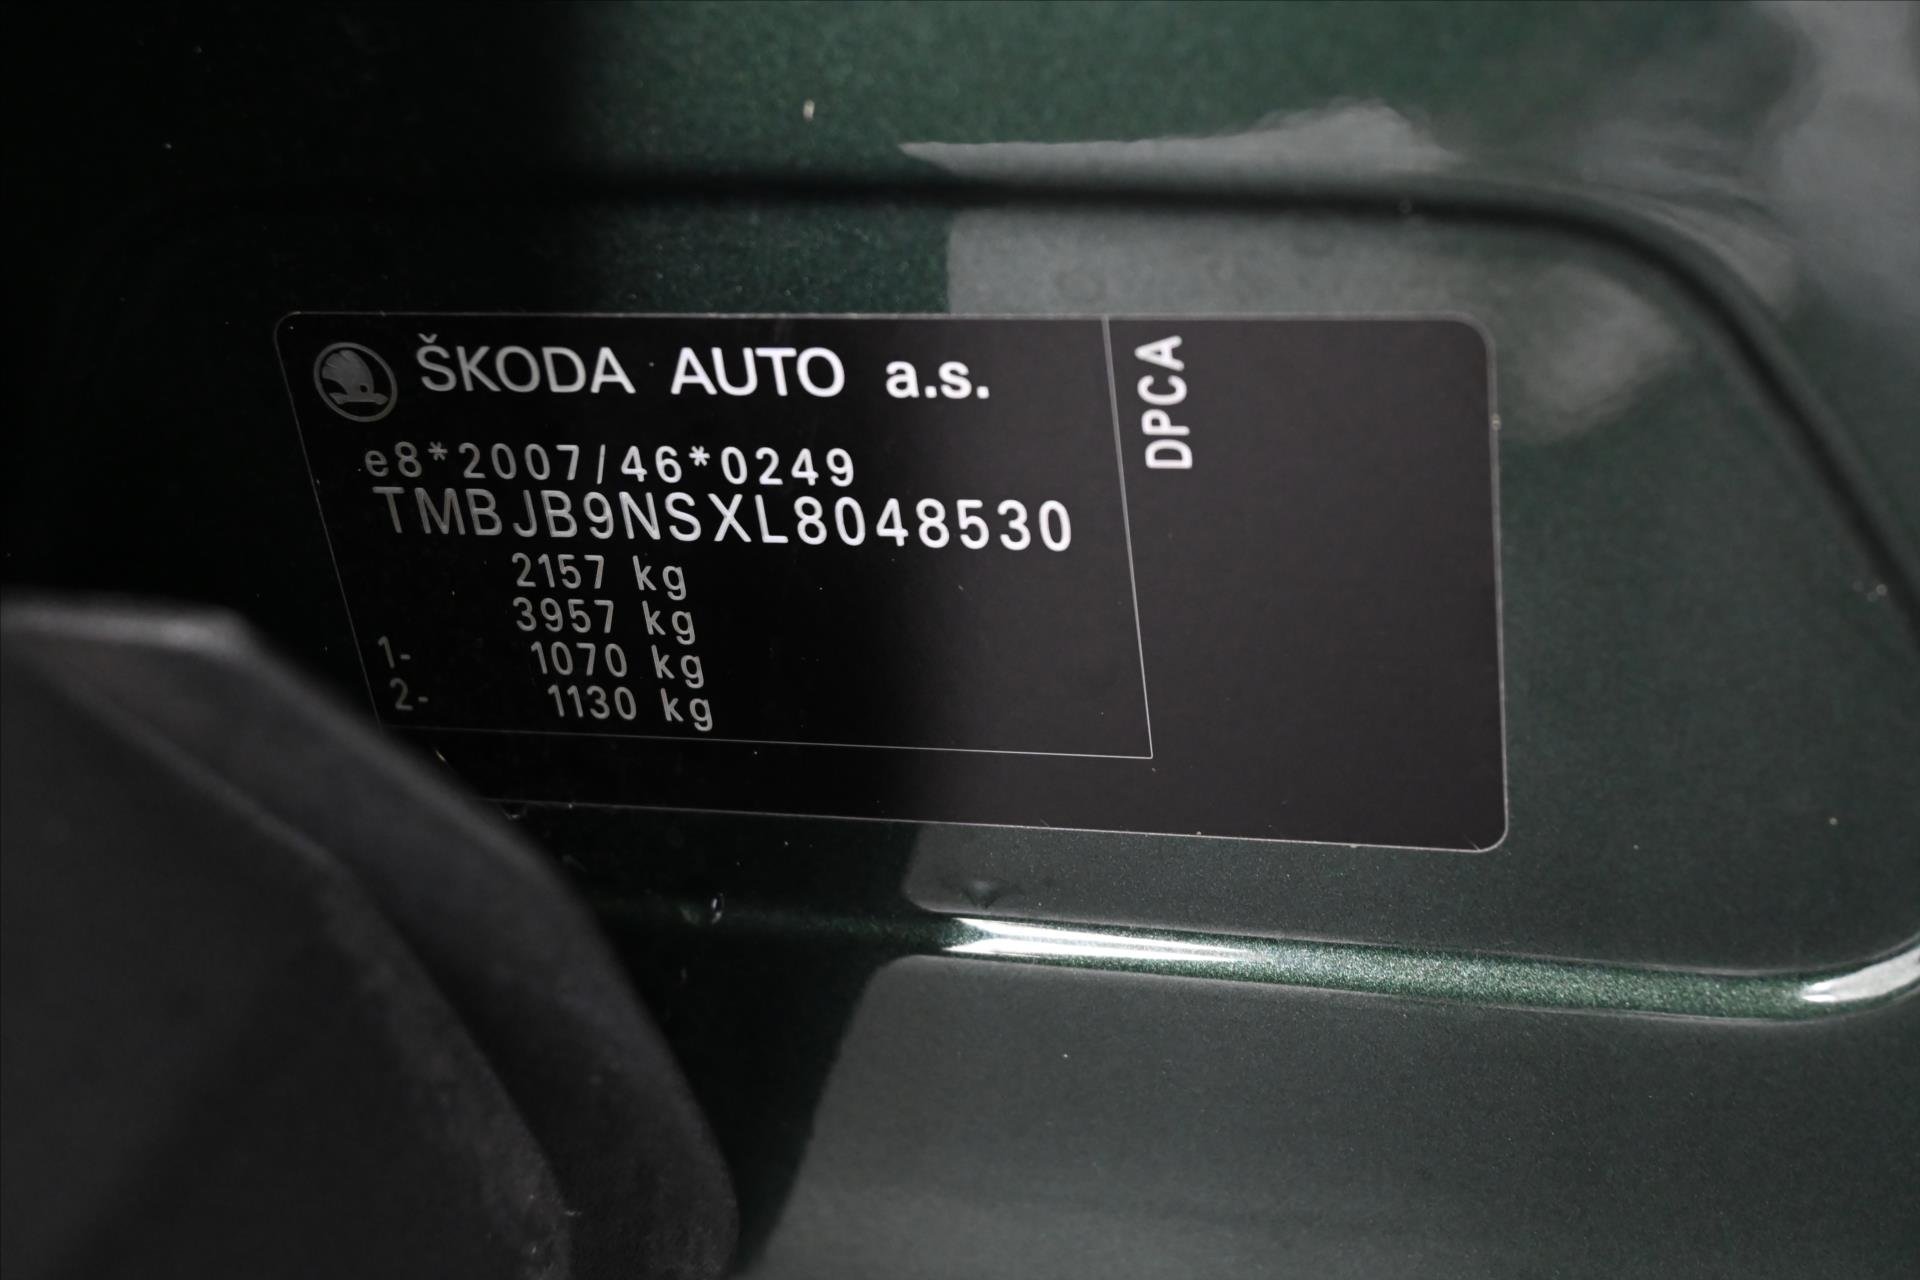 ŠKODA AUTO a.s.
e8*2007/46*0249
TMBJB9NSXL8048530
2157 kg
3957 kg
1- 1070 kg
2- 1130 kg
DPCA